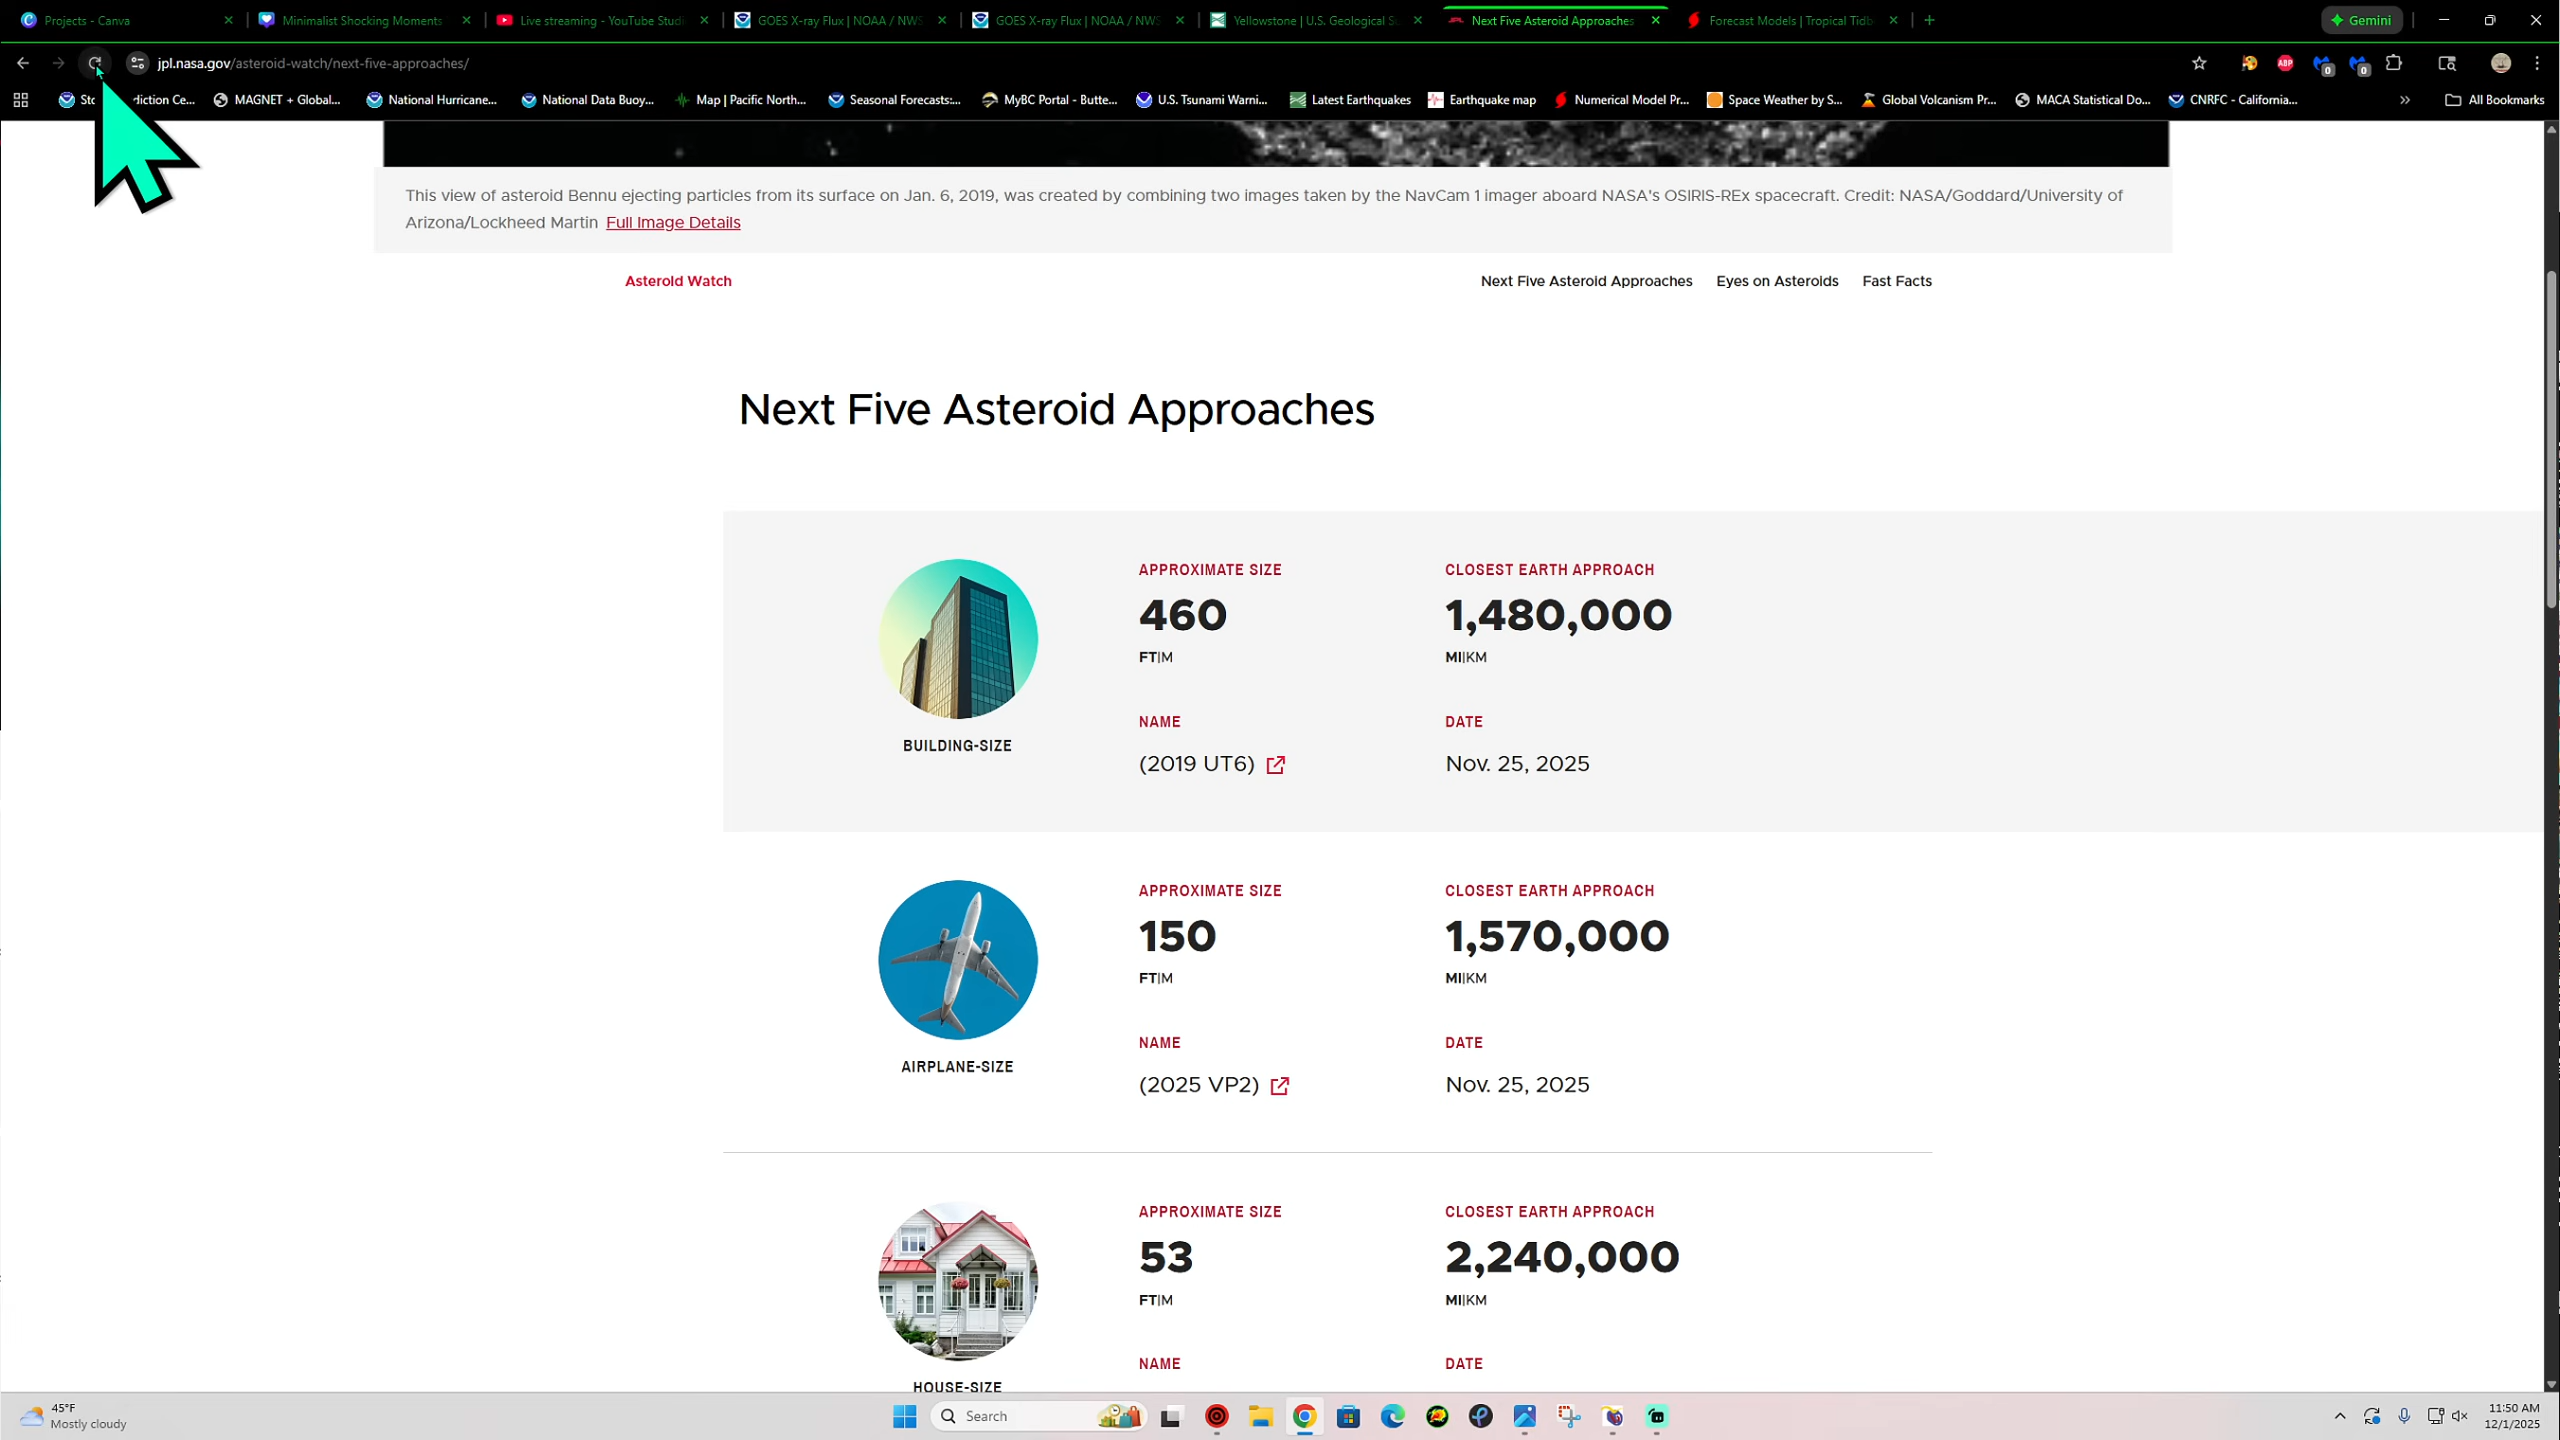 Projects - Canva
Minimalist Shocking Moments
Live streaming - YouTube Studi
GOES X-ray Flux | NOAA / NWS
GOES X-ray Flux | NOAA / NWS
Yellowstone | U.S. Geological Su
Next Five Asteroid Approaches
Forecast Models | Tropical Tidb
Gemini
jpl.nasa.gov/asteroid-watch/next-five-approaches/
ABP
0
0
diction Ce...
MAGNET + Global...
National Hurricane...
National Data Buoy...
Map | Pacific North...
Seasonal Forecasts:...
MyBC Portal - Butte...
U.S. Tsunami Warni...
Latest Earthquakes
Earthquake map
Numerical Model Pr...
Space Weather by S...
Global Volcanism Pr...
MACA Statistical Do...
CNRFC - California...
All Bookmarks
This view of asteroid Bennu ejecting particles from its surface on Jan. 6, 2019, was created by combining two images taken by the NavCam 1 imager aboard NASA's OSIRIS-REx spacecraft. Credit: NASA/Goddard/University of
Arizona/Lockheed Martin Full Image Details
Asteroid Watch
Next Five Asteroid Approaches
Eyes on Asteroids
Fast Facts
Next Five Asteroid Approaches
APPROXIMATE SIZE
CLOSEST EARTH APPROACH
460
1,480,000
FT|M
MI|KM
NAME
DATE
BUILDING-SIZE
(2019 UT6)
Nov. 25, 2025
APPROXIMATE SIZE
CLOSEST EARTH APPROACH
150
1,570,000
FT|M
MI|KM
NAME
DATE
AIRPLANE-SIZE
(2025 VP2)
Nov. 25, 2025
APPROXIMATE SIZE
CLOSEST EARTH APPROACH
53
2,240,000
FT|M
MI|KM
NAME
DATE
HOUSE-SIZE
45°F
Mostly cloudy
Search
11:50 AM
12/1/2025